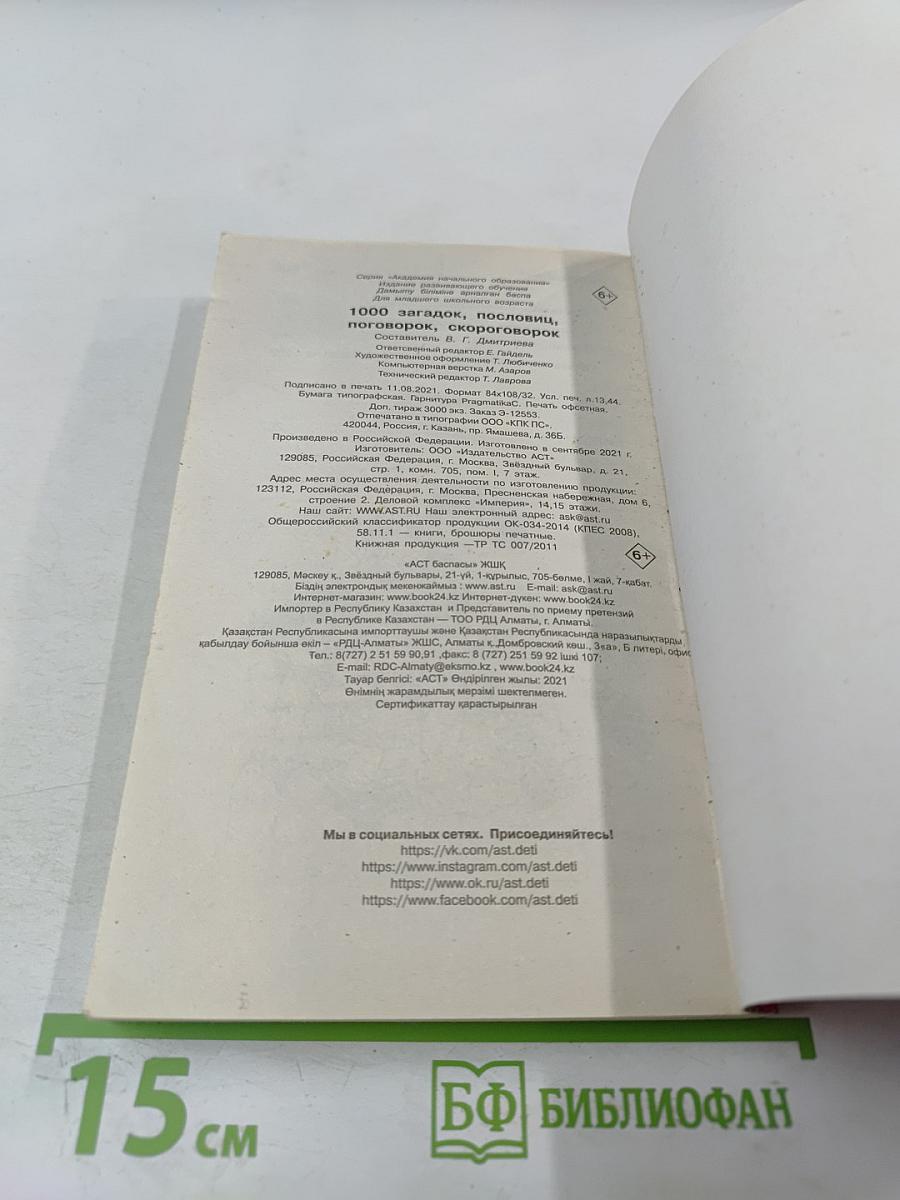 Серия «Академия начального образования»
Издание развивающего обучения
Дамыту біліміне арналған баспа
Для младшего школьного возраста
6+
1000 загадок, пословиц,
поговорок, скороговорок
Составитель В. Г. Дмитриева
Ответсвенный редактор Е. Гайдель
Художественное оформление Т. Любиченко
Компьютерная верстка М. Азаров
Технический редактор Т. Лаврова
Подписано в печать 11.08.2021. Формат 84х108/32. Усл. печ. л.13,44.
Бумага типографская. Гарнитура PragmatikaC. Печать офсетная.
Доп. тираж 3000 экз. Заказ Э-12553.
Отпечатано в типографии ООО «КПК ПС».
420044, Россия, г. Казань, пр. Ямашева, д. 36Б.
Произведено в Российской Федерации. Изготовлено в сентябре 2021 г.
Изготовитель: ООО «Издательство АСТ»
129085, Российская Федерация, г. Москва, Звёздный бульвар, д. 21,
стр. 1, комн. 705, пом. I, 7 этаж.
Адрес места осуществления деятельности по изготовлению продукции:
123112, Российская Федерация, г. Москва, Пресненская набережная, дом 6,
строение 2. Деловой комплекс «Империя», 14,15 этажи.
Наш сайт: WWW.AST.RU Наш электронный адрес: ask@ast.ru
Общероссийский классификатор продукции ОК-034-2014 (КПЕС 2008),
58.11.1 — книги, брошюры печатные.
Книжная продукция —ТР ТС 007/2011
6+
«АСТ баспасы» ЖШҚ
129085, Мәскеу қ., Звёздный бульвары, 21-үй, 1-құрылыс, 705-бөлме, I жай, 7-қабат.
Біздің электрондық мекенжаймыз : www.ast.ru E-mail: ask@ast.ru
Интернет-магазин: www.book24.kz Интернет-дүкен: www.book24.kz
Импортер в Республику Казахстан и Представитель по приему претензий
в Республике Казахстан — ТОО РДЦ Алматы, г. Алматы.
Қазақстан Республикасына импорттаушы және Қазақстан Республикасында наразылықтарды
қабылдау бойынша өкіл – «РДЦ-Алматы» ЖШС, Алматы қ.,Домбровский көш., 3«а», Б литері, офис
Тел.: 8(727) 2 51 59 90,91 ,факс: 8 (727) 251 59 92 ішкі 107;
E-mail: RDC-Almaty@eksmo.kz , www.book24.kz
Тауар белгісі: «АСТ» Өндірілген жылы: 2021
Өнімнің жарамдылық мерзімі шектелмеген.
Сертификаттау қарастырылған
Мы в социальных сетях. Присоединяйтесь!
https://vk.com/ast.deti
https://www.instagram.com/ast.deti
https://www.ok.ru/ast.deti
https://www.facebook.com/ast.deti
15 см
БФ БИБЛИОФАН